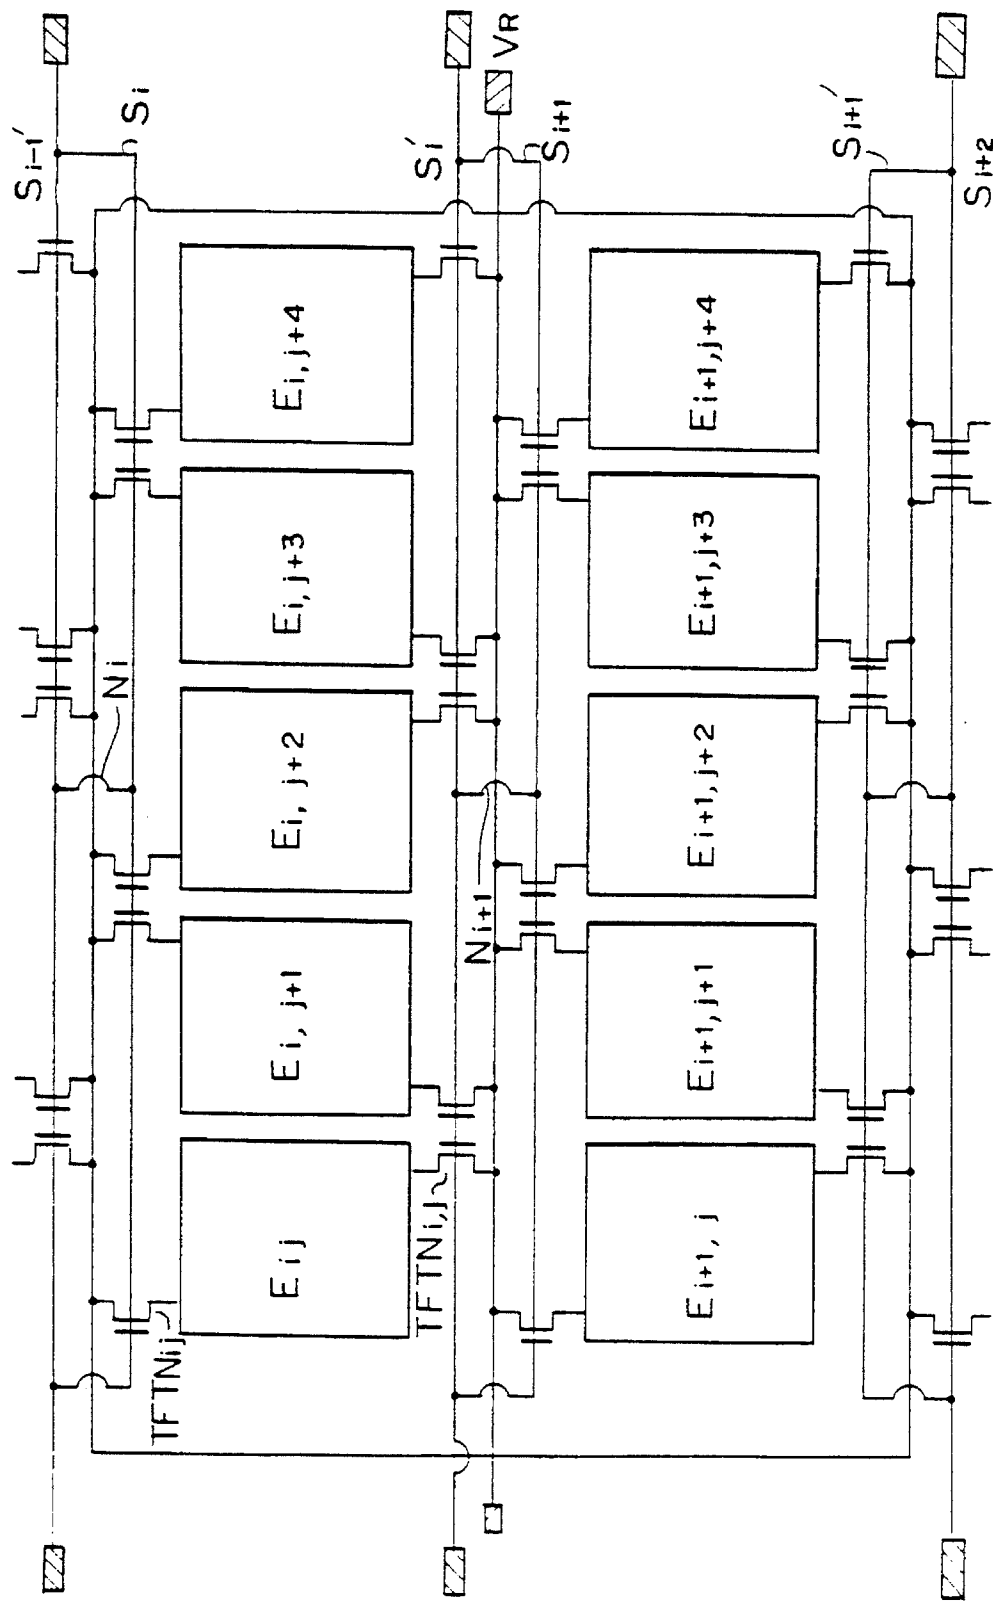 Si-1'
Si
Si'
VR
Si+1
Si+1'
Si+2
Ei,j+4
Ei+1,j+4
Ei,j+3
Ei+1,j+3
Ni
Ei, j+2
Ei+1,j+2
Ni+1
Ei, j+1
Ei+1,j+1
Eij
TFTNi,j
Ei+1, j
TFTNij